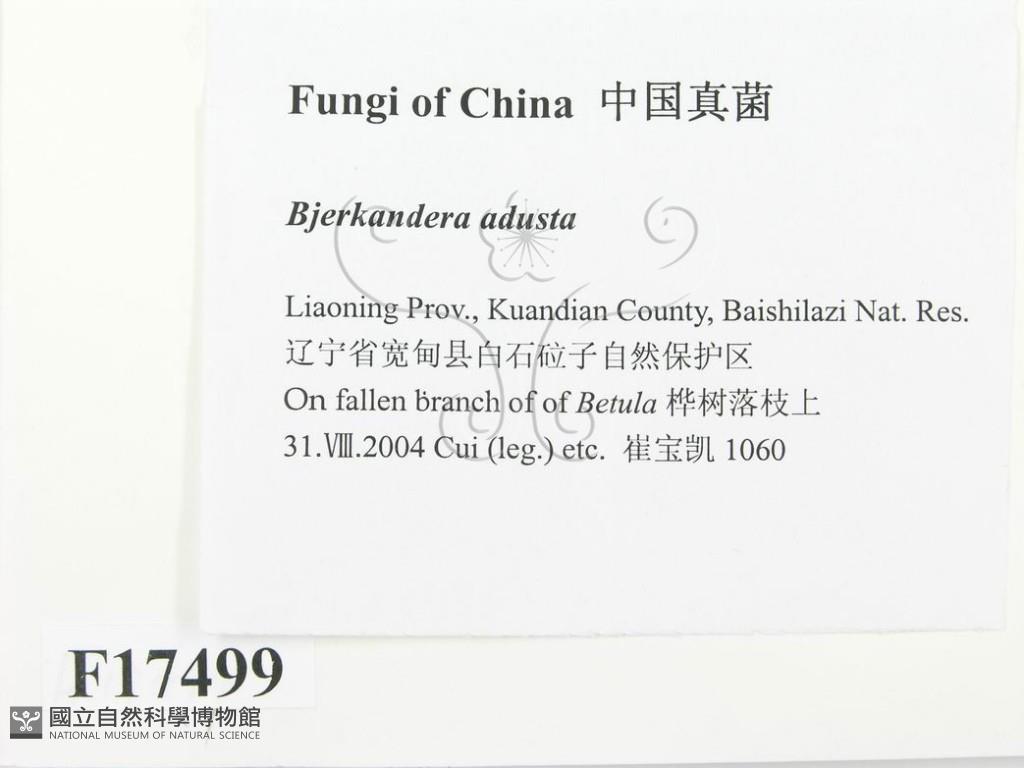 Fungi of China 中国真菌
Bjerkandera adusta
Liaoning Prov., Kuandian County, Baishilazi Nat. Res.
辽宁省宽甸县白石砬子自然保护区
On fallen branch of of Betula 桦树落枝上
31.Ⅷ.2004 Cui (leg.) etc. 崔宝凯 1060
F17499
國立自然科學博物館
NATIONAL MUSEUM OF NATURAL SCIENCE